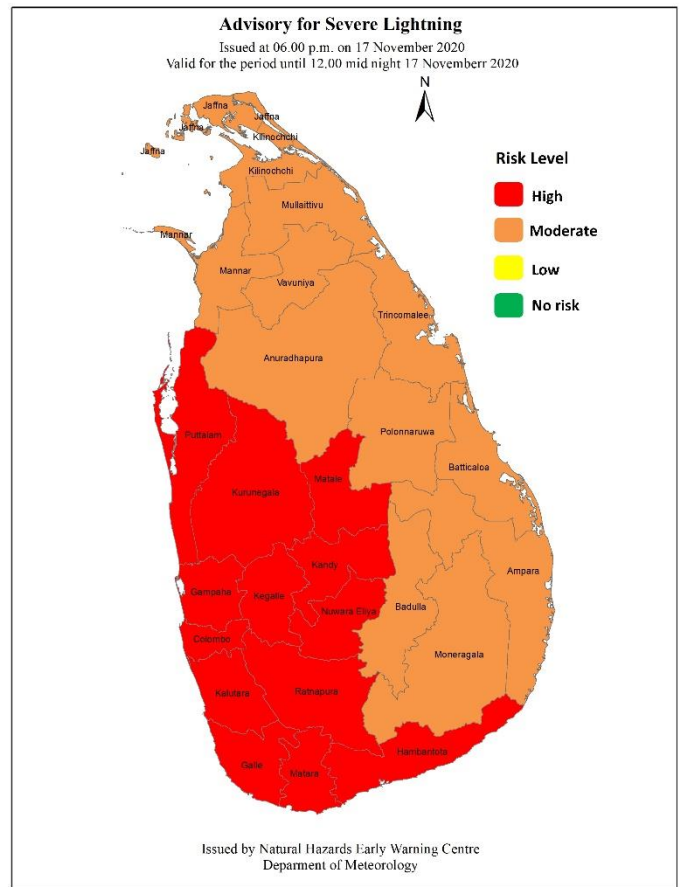 Advisory for Severe Lightning
Issued at 06.00 p.m. on 17 November 2020
Valid for the period until 12.00 mid night 17 Novemberr 2020
N
Jaffna
Jaffna
Jaffna
Kilinochchi
Jaffna
Kilinochchi
Mullaittivu
Mannar
Mannar
Vavuniya
Trincomalee
Anuradhapura
Risk Level
High
Moderate
Low
No risk
Puttalam
Polonnaruwa
Batticaloa
Kurunegala
Matale
Kandy
Ampara
Gampaha
Kegalle
Nuwara Eliya
Badulla
Colombo
Moneragala
Kalutara
Ratnapura
Hambantota
Galle
Matara
Issued by Natural Hazards Early Warning Centre
Deparment of Meteorology